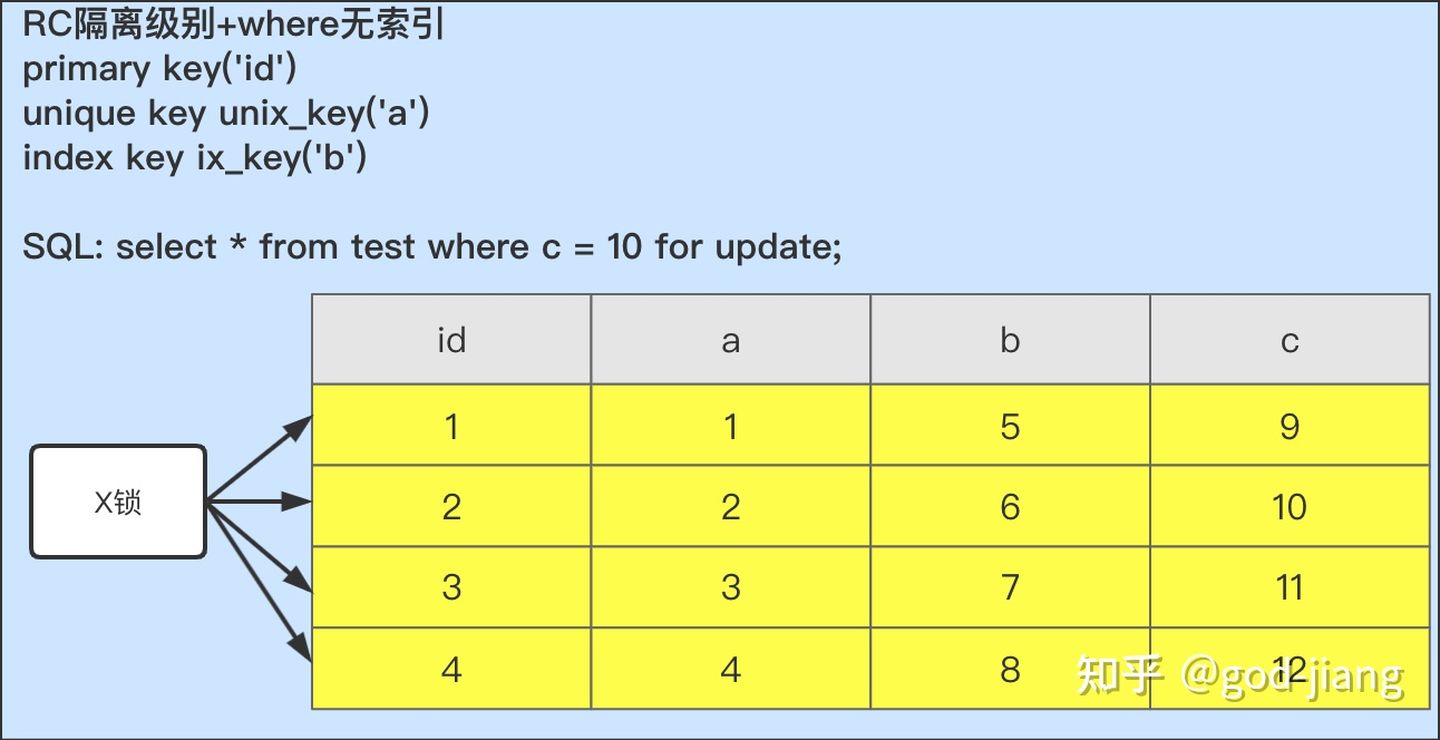 RC隔离级别+where无索引
primary key('id')
unique key unix_key('a')
index key ix_key('b')
SQL: select * from test where c = 10 for update;
id a b c
1 1 5 9
X锁
2 2 6 10
3 3 7 11
4 4 8 12
知乎 @god-jiang